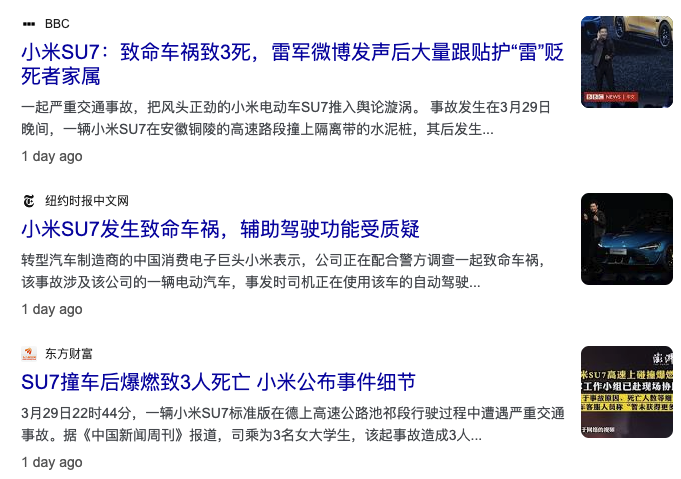 BBC
小米SU7：致命车祸致3死，雷军微博发声后大量跟贴护“雷”贬
死者家属
一起严重交通事故，把风头正劲的小米电动车SU7推入舆论漩涡。 事故发生在3月29日
晚间，一辆小米SU7在安徽铜陵的高速路段撞上隔离带的水泥桩，其后发生...
1 day ago
BBC NEWS 中文
纽约时报中文网
小米SU7发生致命车祸，辅助驾驶功能受质疑
转型汽车制造商的中国消费电子巨头小米表示，公司正在配合警方调查一起致命车祸，
该事故涉及该公司的一辆电动汽车，事发时司机正在使用该车的自动驾驶...
1 day ago
东方财富
SU7撞车后爆燃致3人死亡 小米公布事件细节
3月29日22时44分，一辆小米SU7标准版在德上高速公路池祁段行驶过程中遭遇严重交通
事故。据《中国新闻周刊》报道，司乘为3名女大学生，该起事故造成3人...
1 day ago
米SU7高速上碰撞爆燃
工作小组已赴现场协
于事故原因、死亡人数等细
车客服人员称“暂未获得更多
于网络的视频